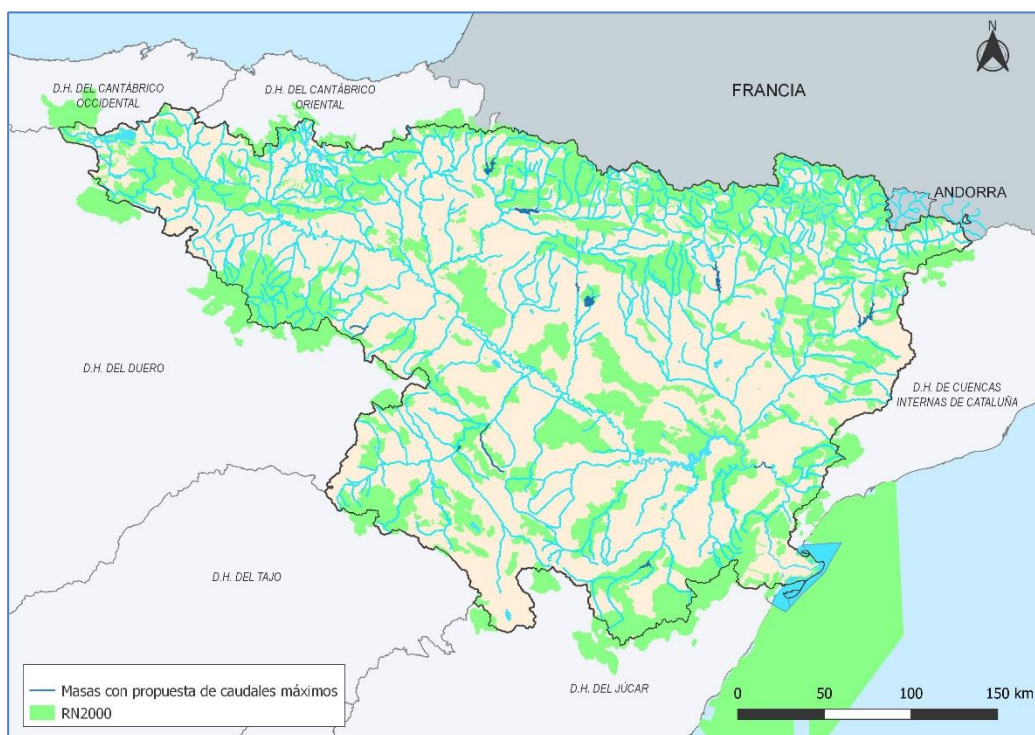 N
D.H. DEL CANTÁBRICO
OCCIDENTAL
D.H. DEL CANTÁBRICO
ORIENTAL
FRANCIA
ANDORRA
D.H. DEL DUERO
D.H. DE CUENCAS
INTERNAS DE CATALUÑA
D.H. DEL TAJO
D.H. DEL JÚCAR
Masas con propuesta de caudales máximos
RN2000
0 50 100 150 km